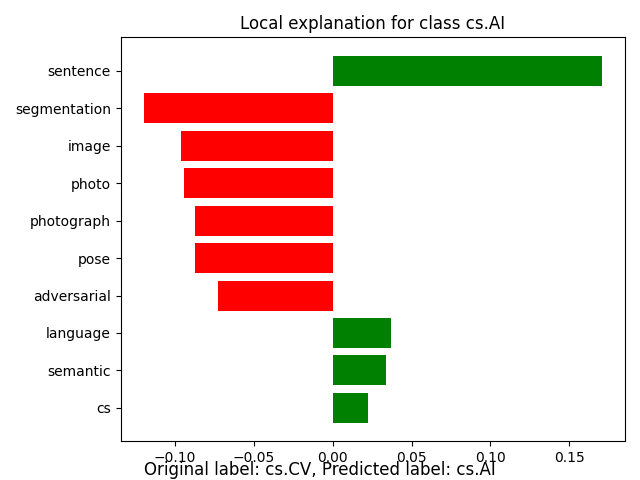 Local explanation for class cs.AI
sentence
segmentation
image
photo
photograph
pose
adversarial
language
semantic
cs
−0.10 −0.05 0.00 0.05 0.10 0.15
Original label: cs.CV, Predicted label: cs.AI